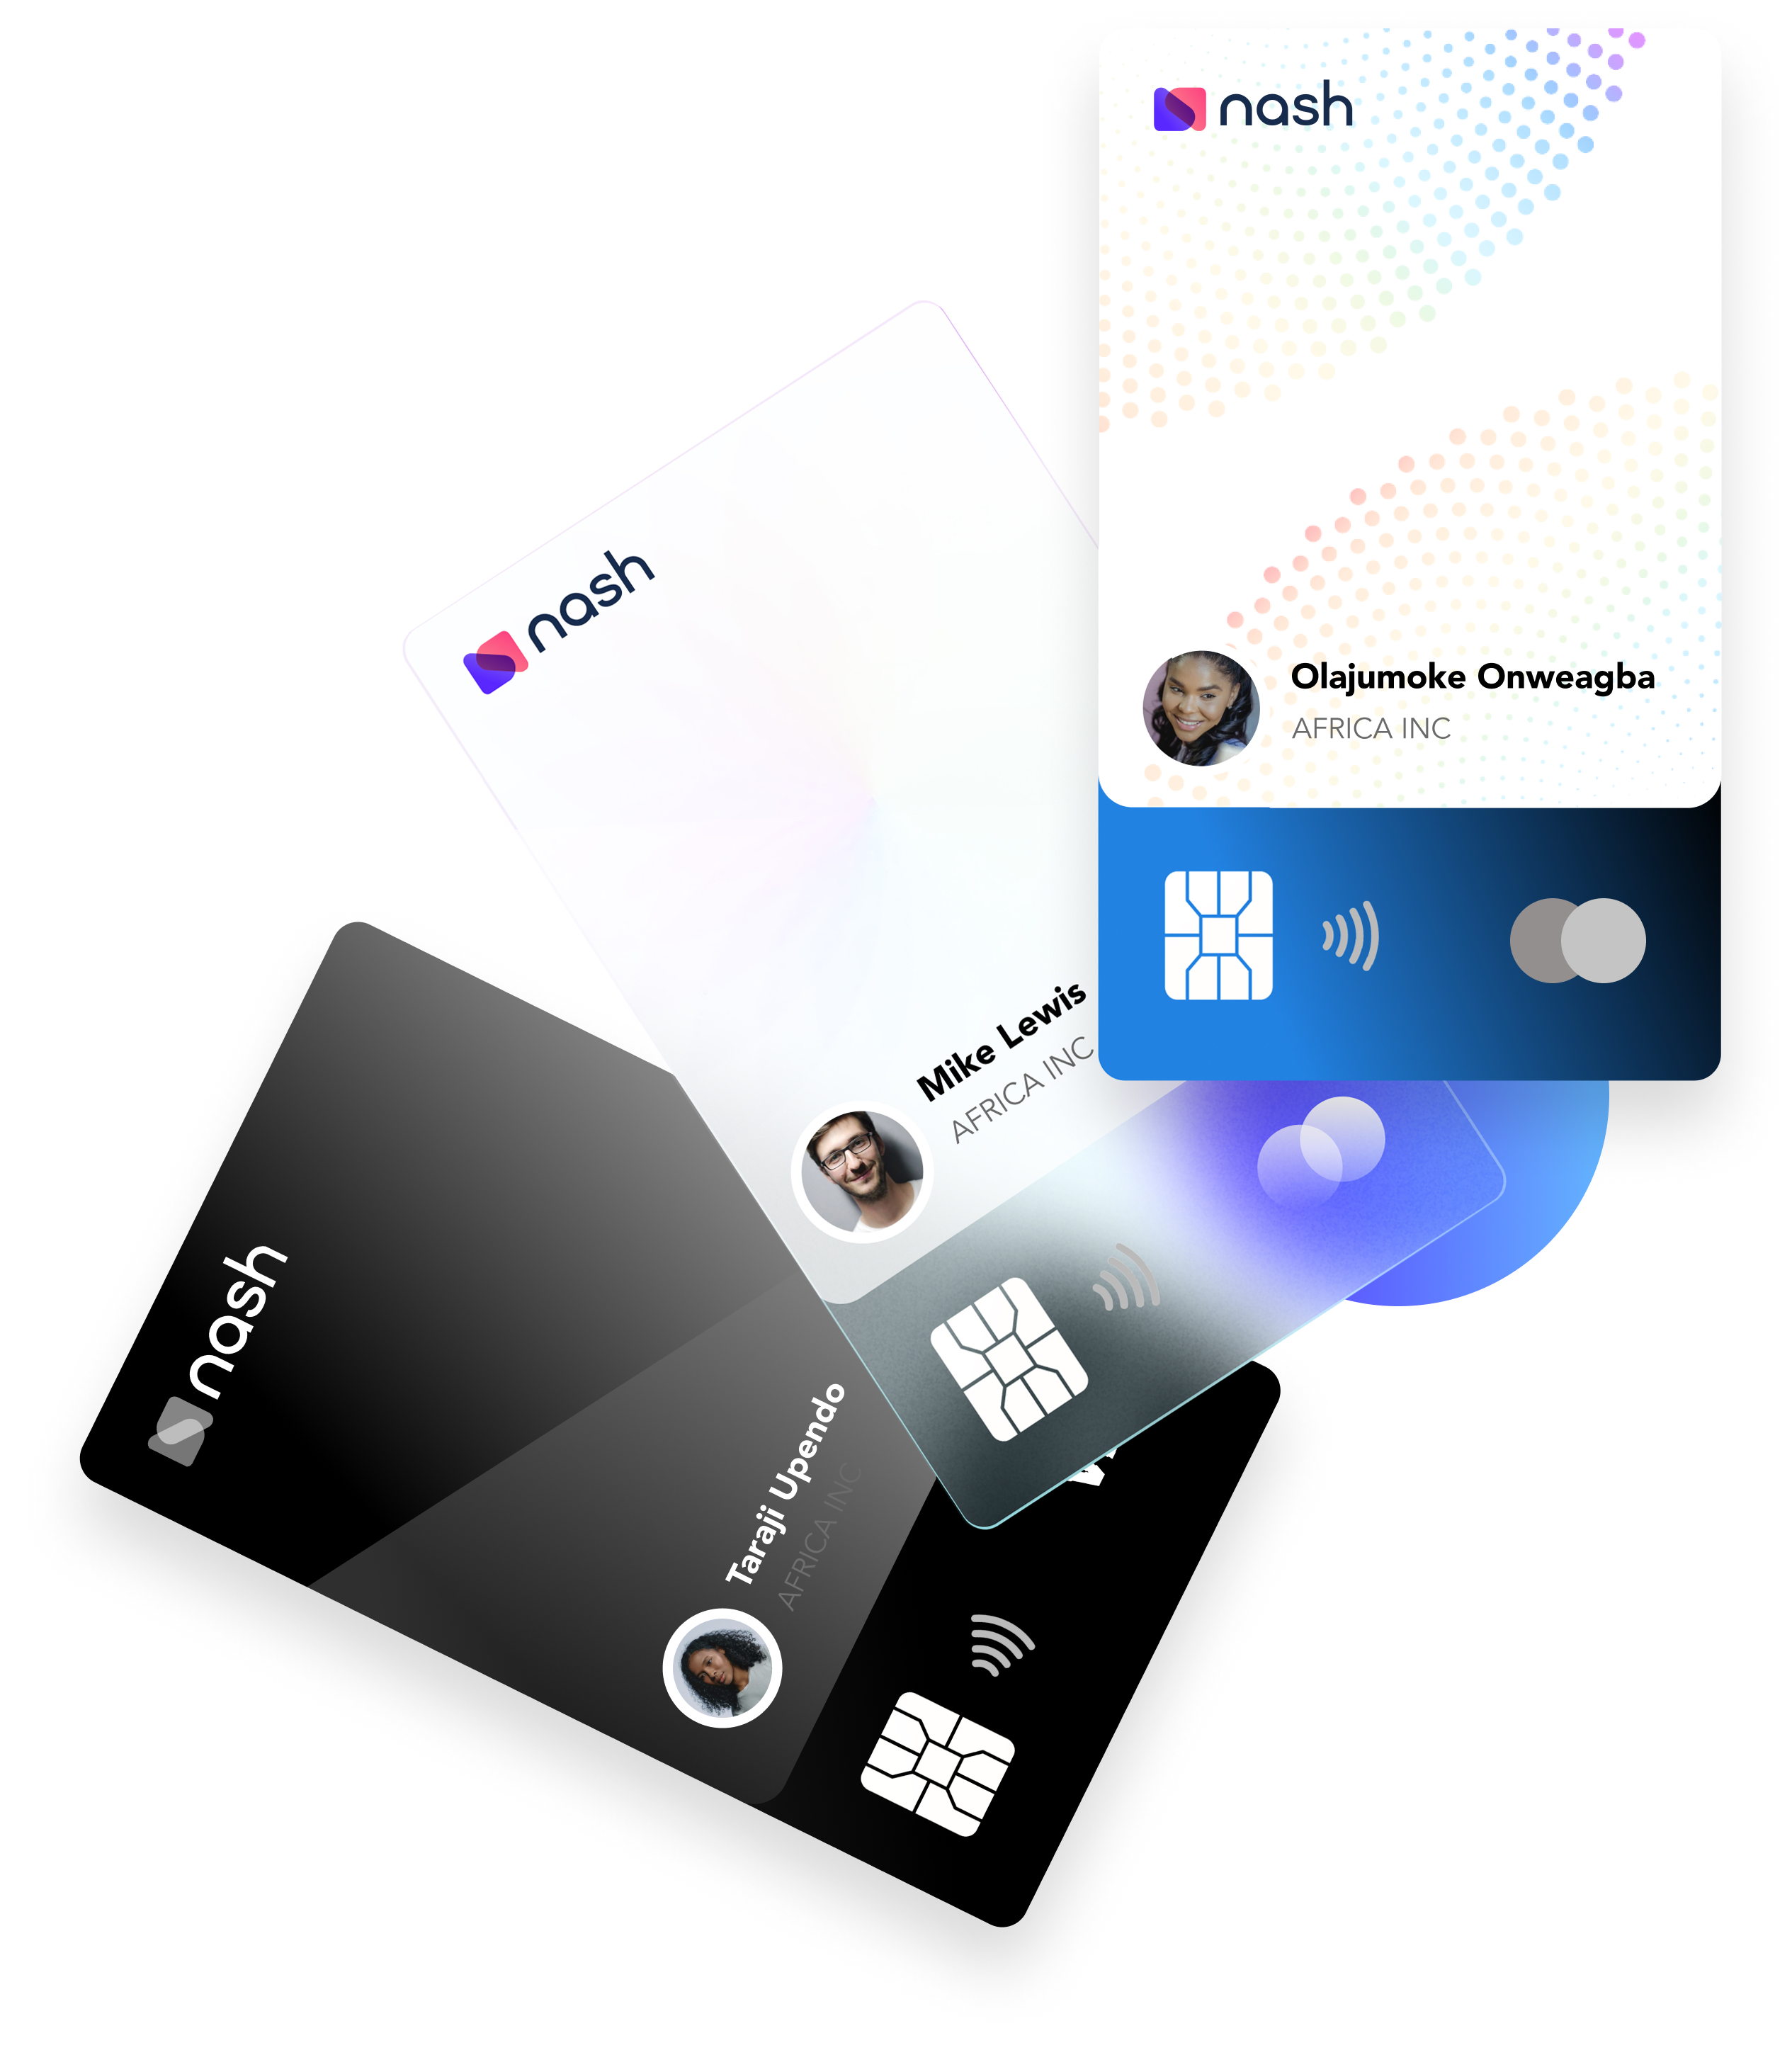 nash
Olajumoke Onweagba
AFRICA INC
nash
Mike Lewis
AFRICA INC
nash
Taraji Upendo
AFRICA INC